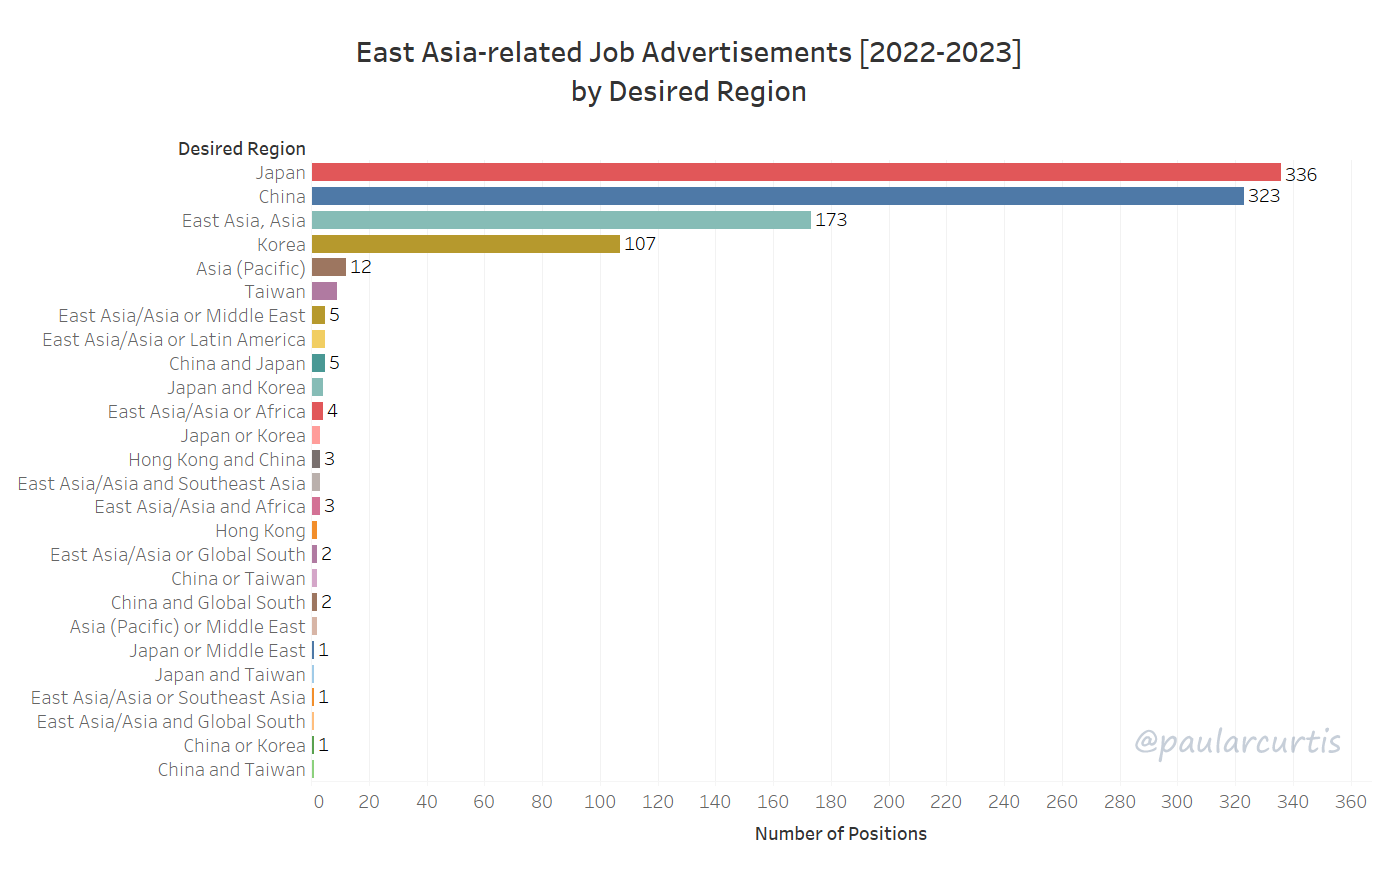 East Asia-related Job Advertisements [2022-2023]
by Desired Region
Desired Region
Japan 336
China 323
East Asia, Asia 173
Korea 107
Asia (Pacific) 12
Taiwan
East Asia/Asia or Middle East 5
East Asia/Asia or Latin America
China and Japan 5
Japan and Korea
East Asia/Asia or Africa 4
Japan or Korea
Hong Kong and China 3
East Asia/Asia and Southeast Asia
East Asia/Asia and Africa 3
Hong Kong
East Asia/Asia or Global South 2
China or Taiwan
China and Global South 2
Asia (Pacific) or Middle East
Japan or Middle East 1
Japan and Taiwan
East Asia/Asia or Southeast Asia 1
East Asia/Asia and Global South
China or Korea 1
@paularcurtis
China and Taiwan
0 20 40 60 80 100 120 140 160 180 200 220 240 260 280 300 320 340 360
Number of Positions